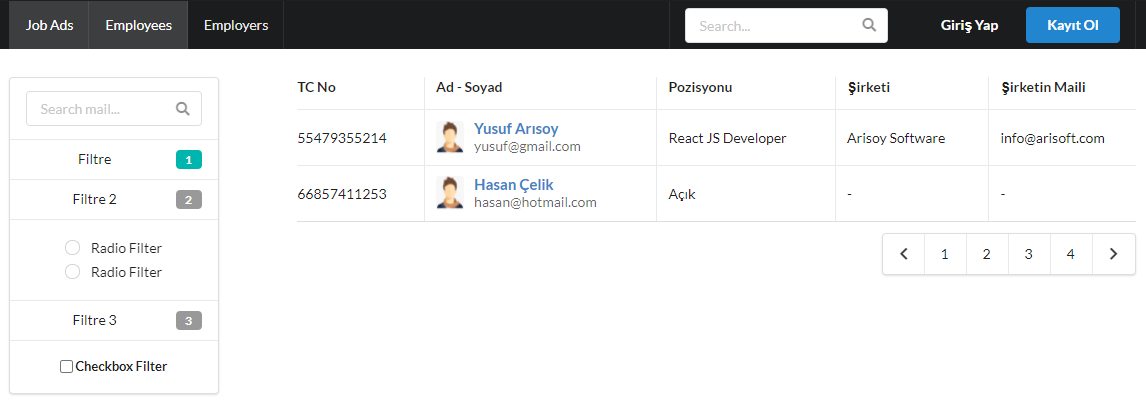 Job Ads Employees Employers Search... Giriş Yap Kayıt Ol
Search mail...
Filtre 1
Filtre 2 2
Radio Filter
Radio Filter
Filtre 3 3
Checkbox Filter
TC No Ad - Soyad Pozisyonu Şirketi Şirketin Maili
55479355214 Yusuf Arısoy React JS Developer Arisoy Software info@arisoft.com
yusuf@gmail.com
66857411253 Hasan Çelik Açık - -
hasan@hotmail.com
1 2 3 4